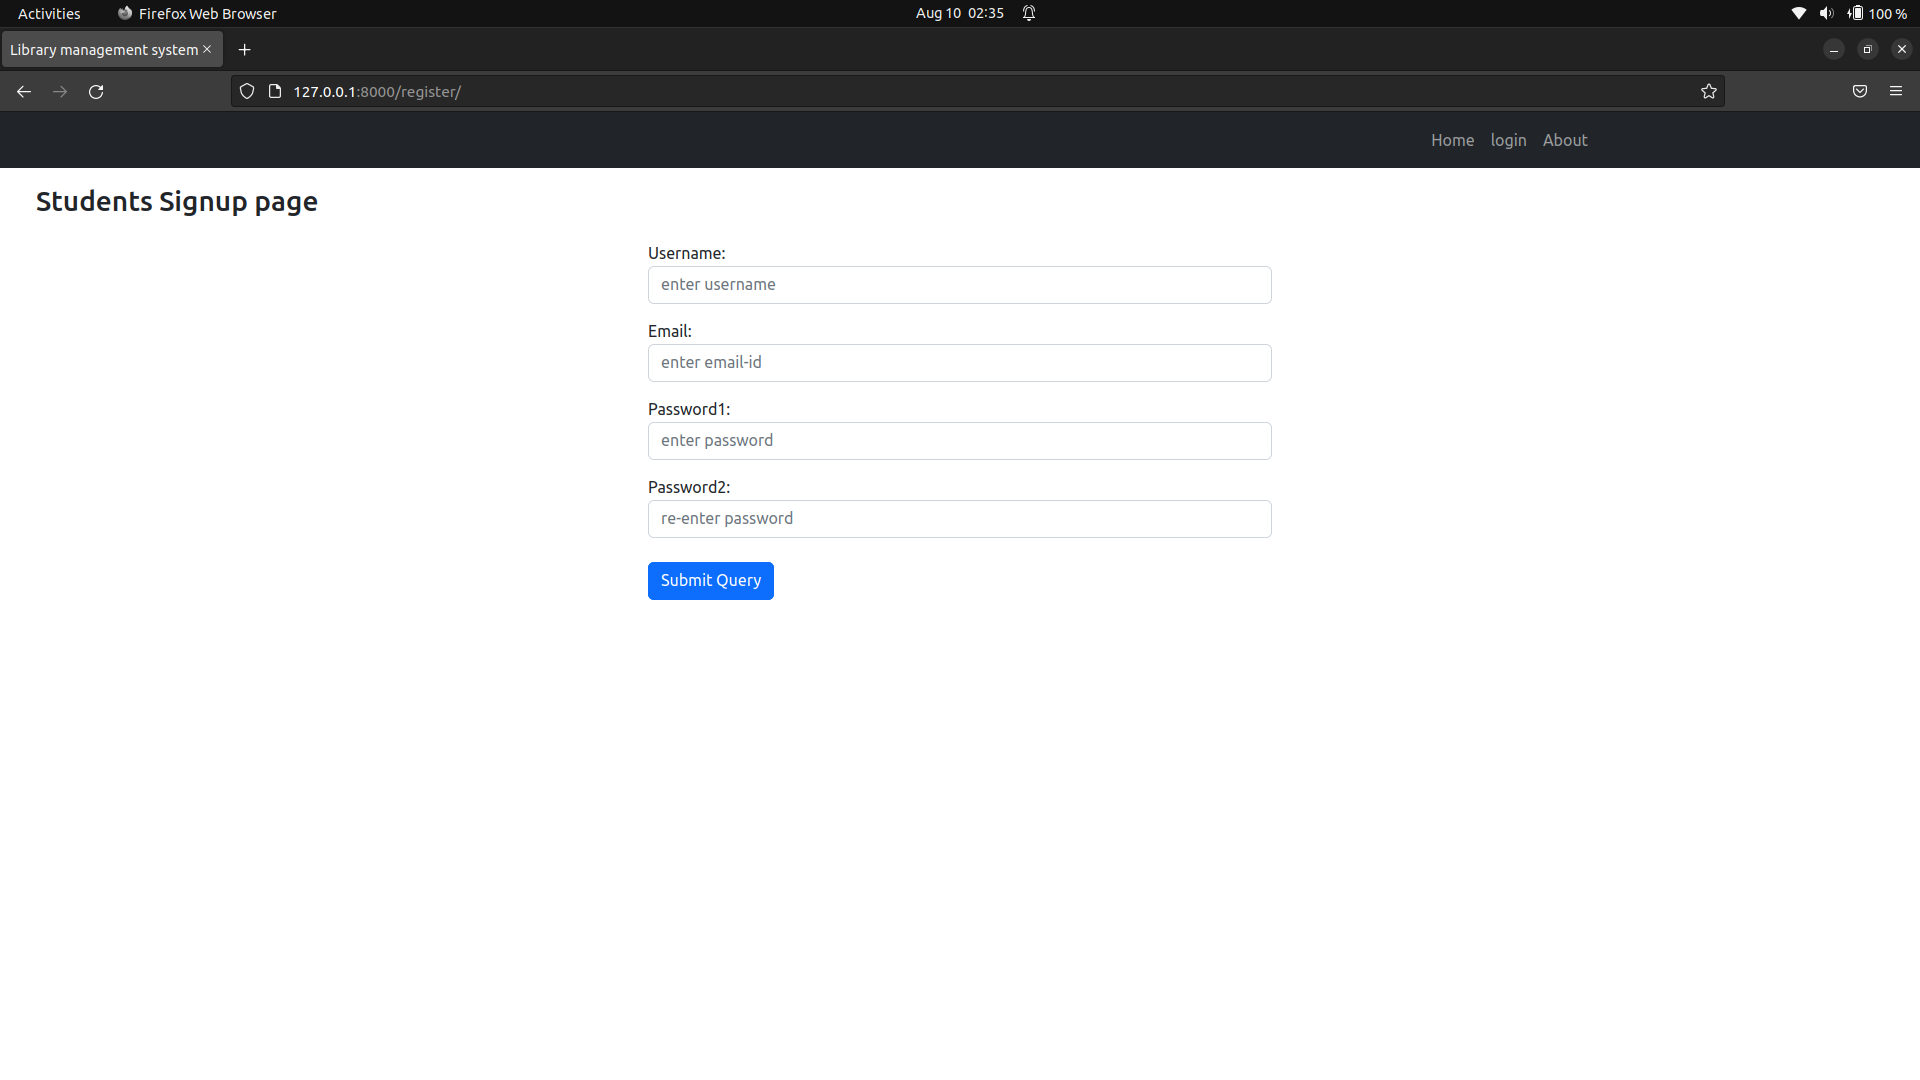 Activities Firefox Web Browser Aug 10 02:35 100 %
Library management system
127.0.0.1:8000/register/
Home login About
Students Signup page
Username:
enter username
Email:
enter email-id
Password1:
enter password
Password2:
re-enter password
Submit Query